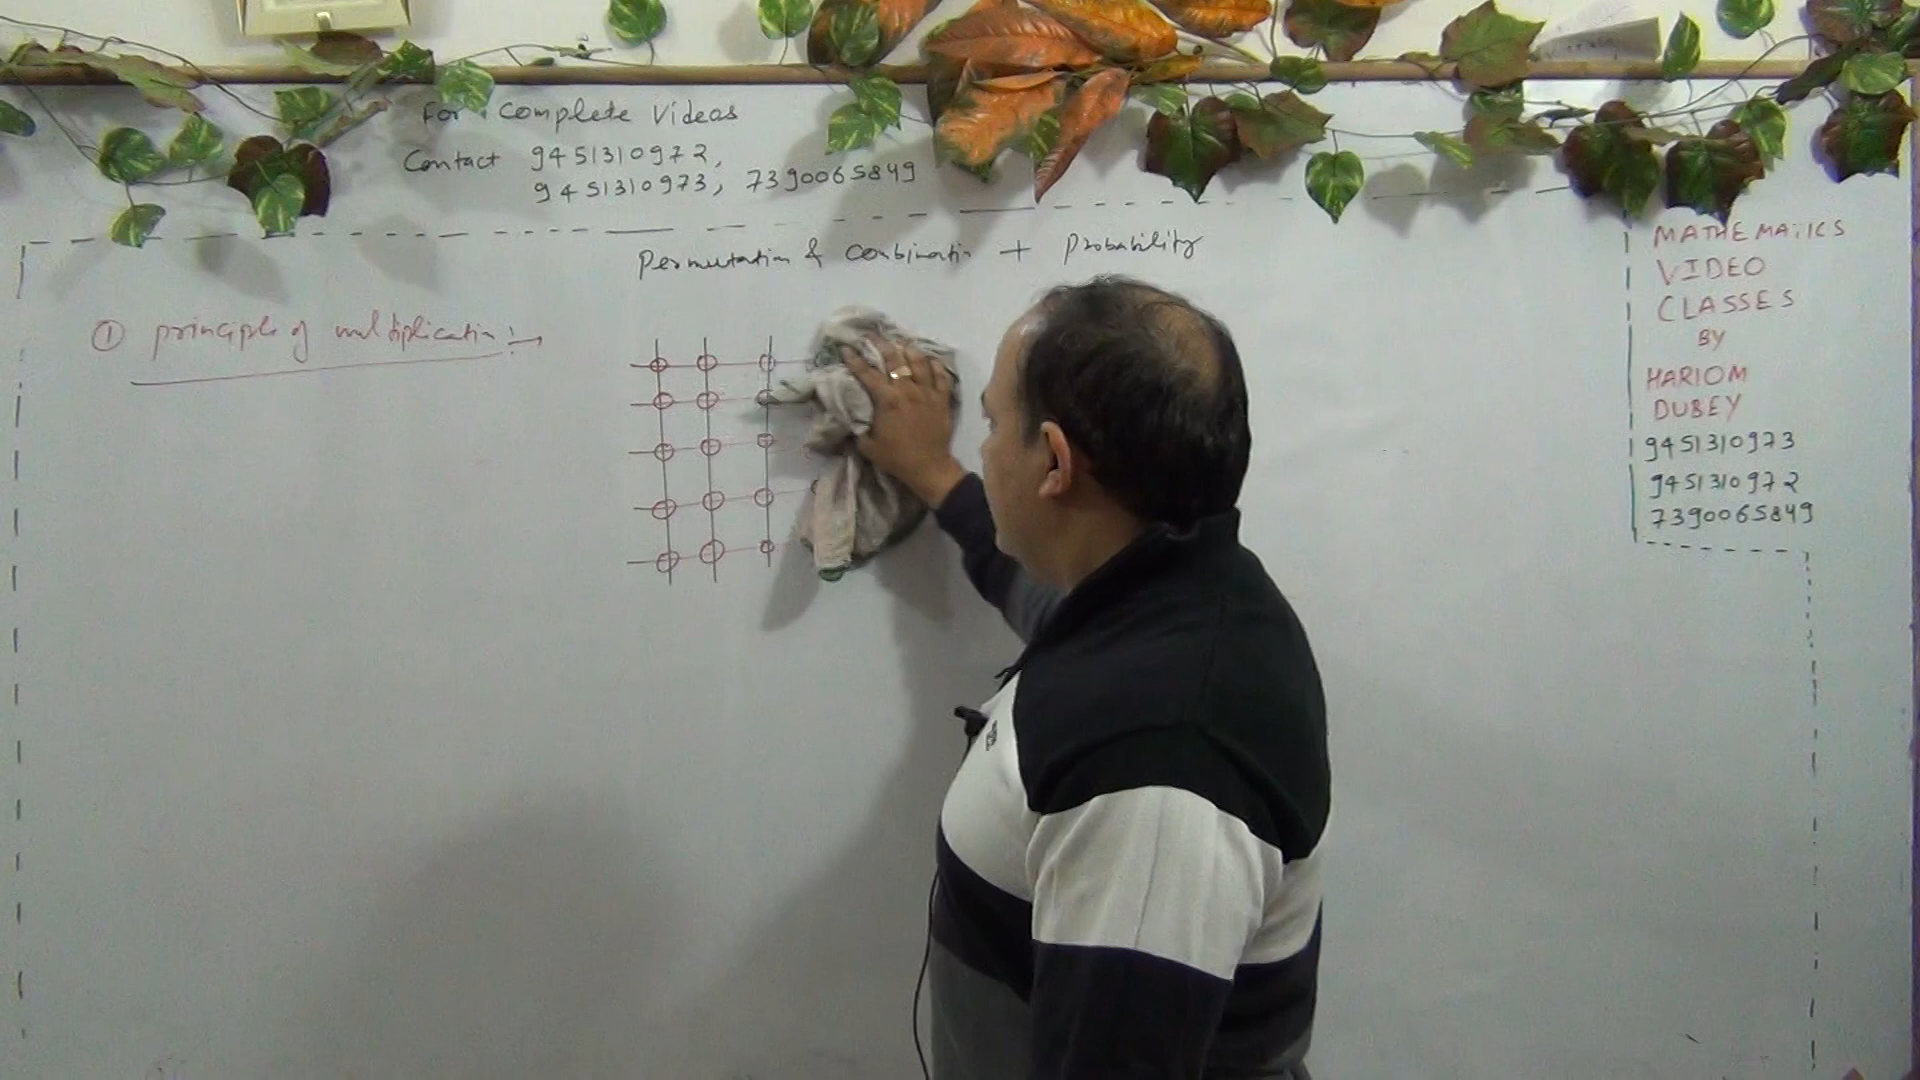 For Complete Videos
Contact 9451310972,
9451310973, 7390065849
Permutation & Combination + Probability
① principle of multiplication :→
MATHEMATICS
VIDEO
CLASSES
BY
HARIOM
DUBEY
9451310973
9451310972
7390065849